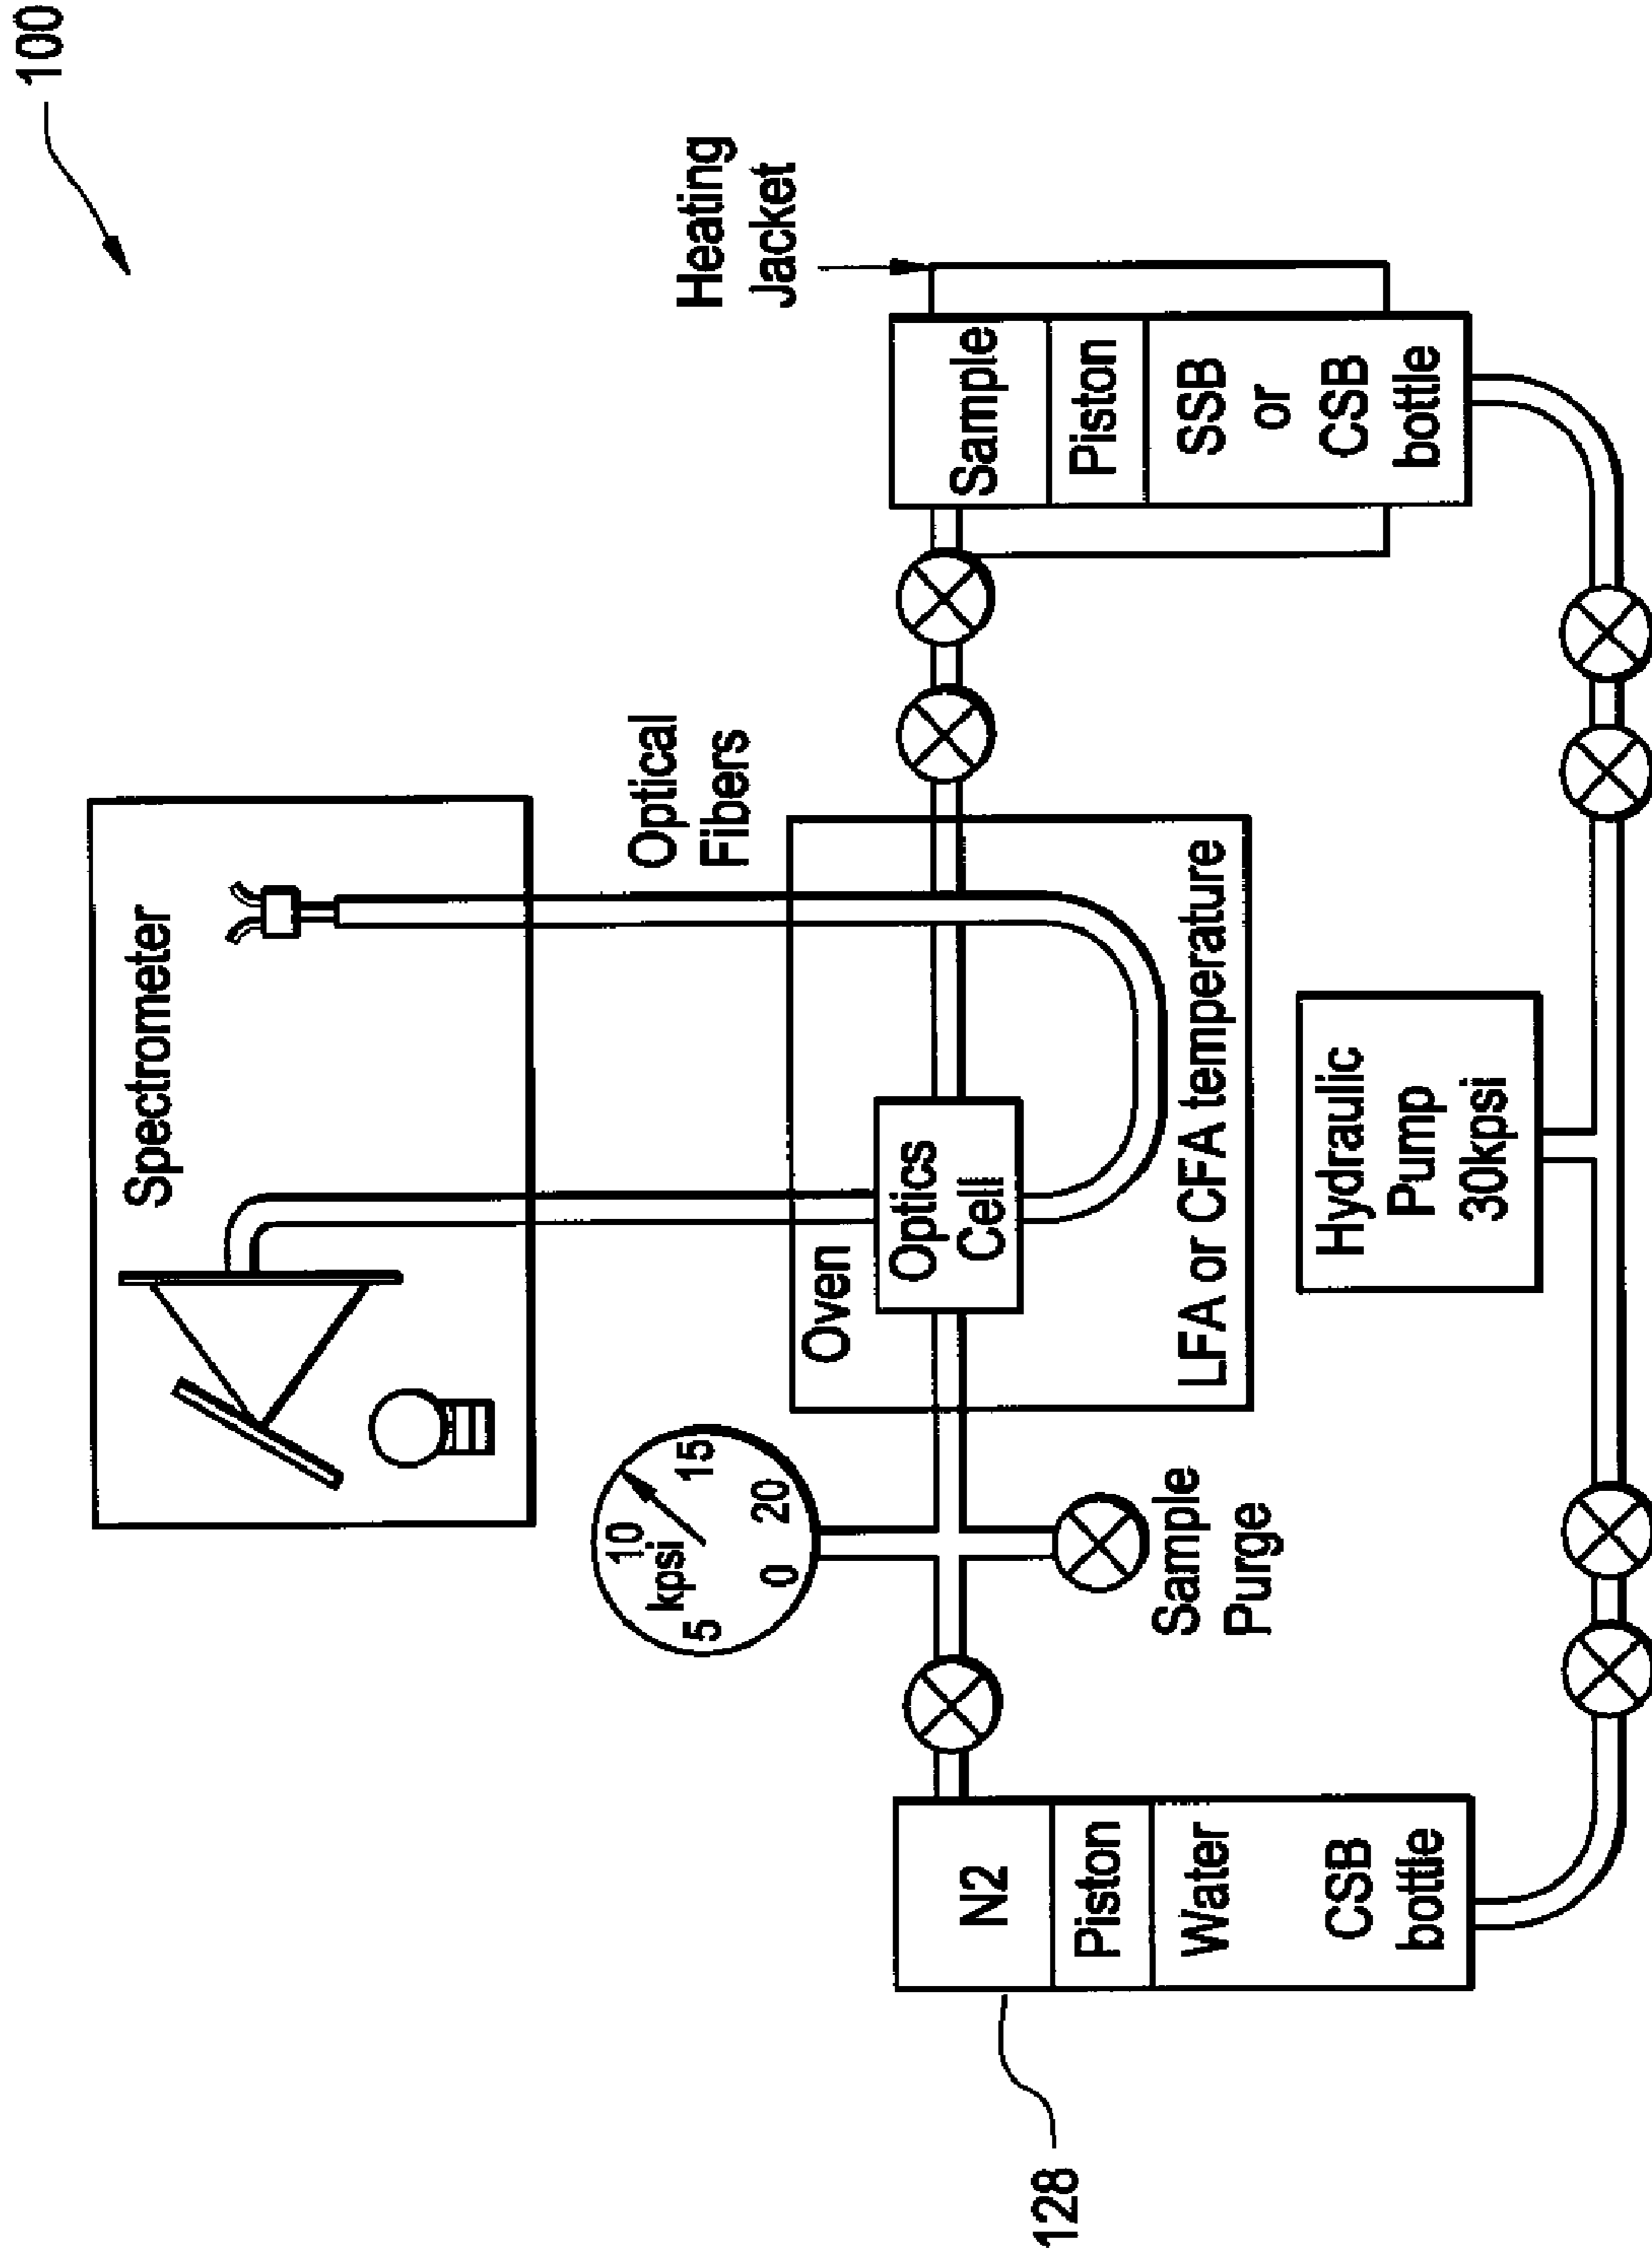 100
Spectrometer
Optical
Fibers
Heating
Jacket
10
kpsi
5
15
0
20
Oven
Optics
Cell
LFA or CFA temperature
Sample
Purge
N2
Piston
Water
CSB
bottle
128
Sample
Piston
SSB
or
CSB
bottle
Hydraulic
Pump
30kpsi